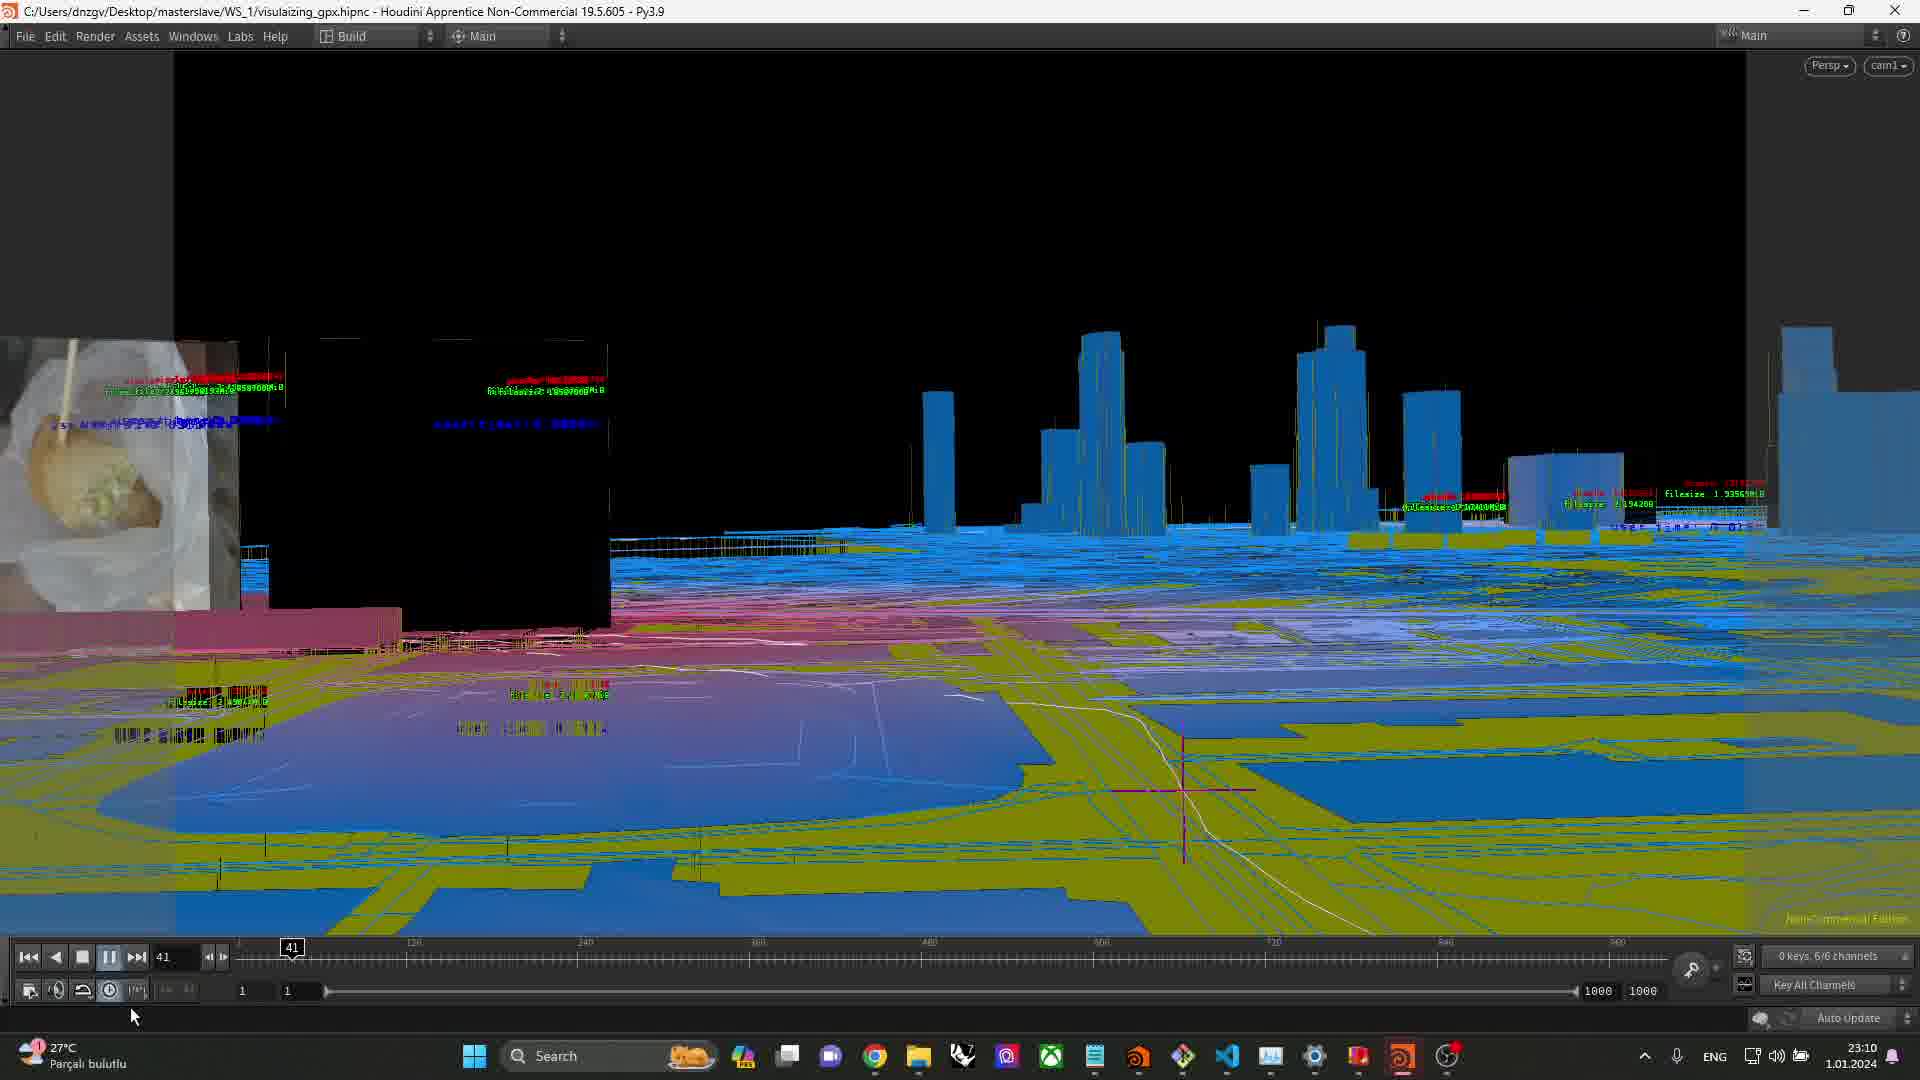 C:/Users/dnzgv/Desktop/masterslave/WS_1/visulaizing_gpx.hipnc - Houdini Apprentice Non-Commercial 19.5.605 - Py3.9
File Edit Render Assets Windows Labs Help Build Main Main
Persp cam1
filesize: 1.93565MiB
Non-Commercial Edition
41 41 1 120 240 360 480 600 720 840 960
0 keys, 6/6 channels
1 1 1000 1000
Key All Channels
Auto Update
27°C
Parçalı bulutlu
Search
ENG
23:10
1.01.2024